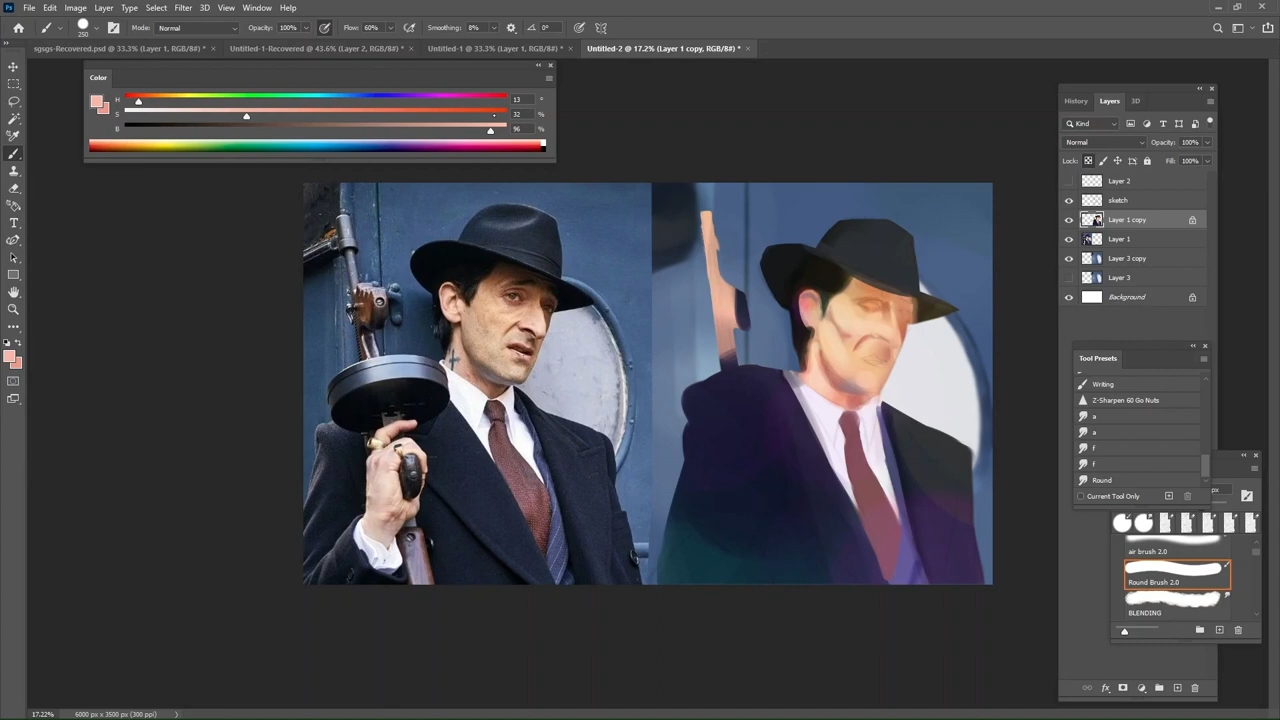 Ps File Edit Image Layer Type Select Filter 3D View Window Help
250 Mode: Normal Opacity: 100% Flow: 60% Smoothing: 8% 0°
sgsgs-Recovered.psd @ 33.3% (Layer 1, RGB/8#) * × Untitled-1-Recovered @ 43.6% (Layer 2, RGB/8#) * × Untitled-1 @ 33.3% (Layer 1, RGB/8#) * × Untitled-2 @ 17.2% (Layer 1 copy, RGB/8#) * ×
Color
H 13 °
S 32 %
B 96 %
History Layers 3D
Kind
Normal Opacity: 100%
Lock: Fill: 100%
Layer 2
sketch
Layer 1 copy
Layer 1
Layer 3 copy
Layer 3
Background
Tool Presets
Writing
Z-Sharpen 60 Go Nuts
a
a
f
f
Round
Current Tool Only
px
air brush 2.0
Round Brush 2.0
BLENDING
fx
17.22% 6000 px x 3500 px (300 ppi)